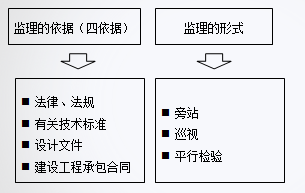 监理的依据（四依据）
监理的形式
法律、法规
有关技术标准
设计文件
建设工程承包合同
旁站
巡视
平行检验